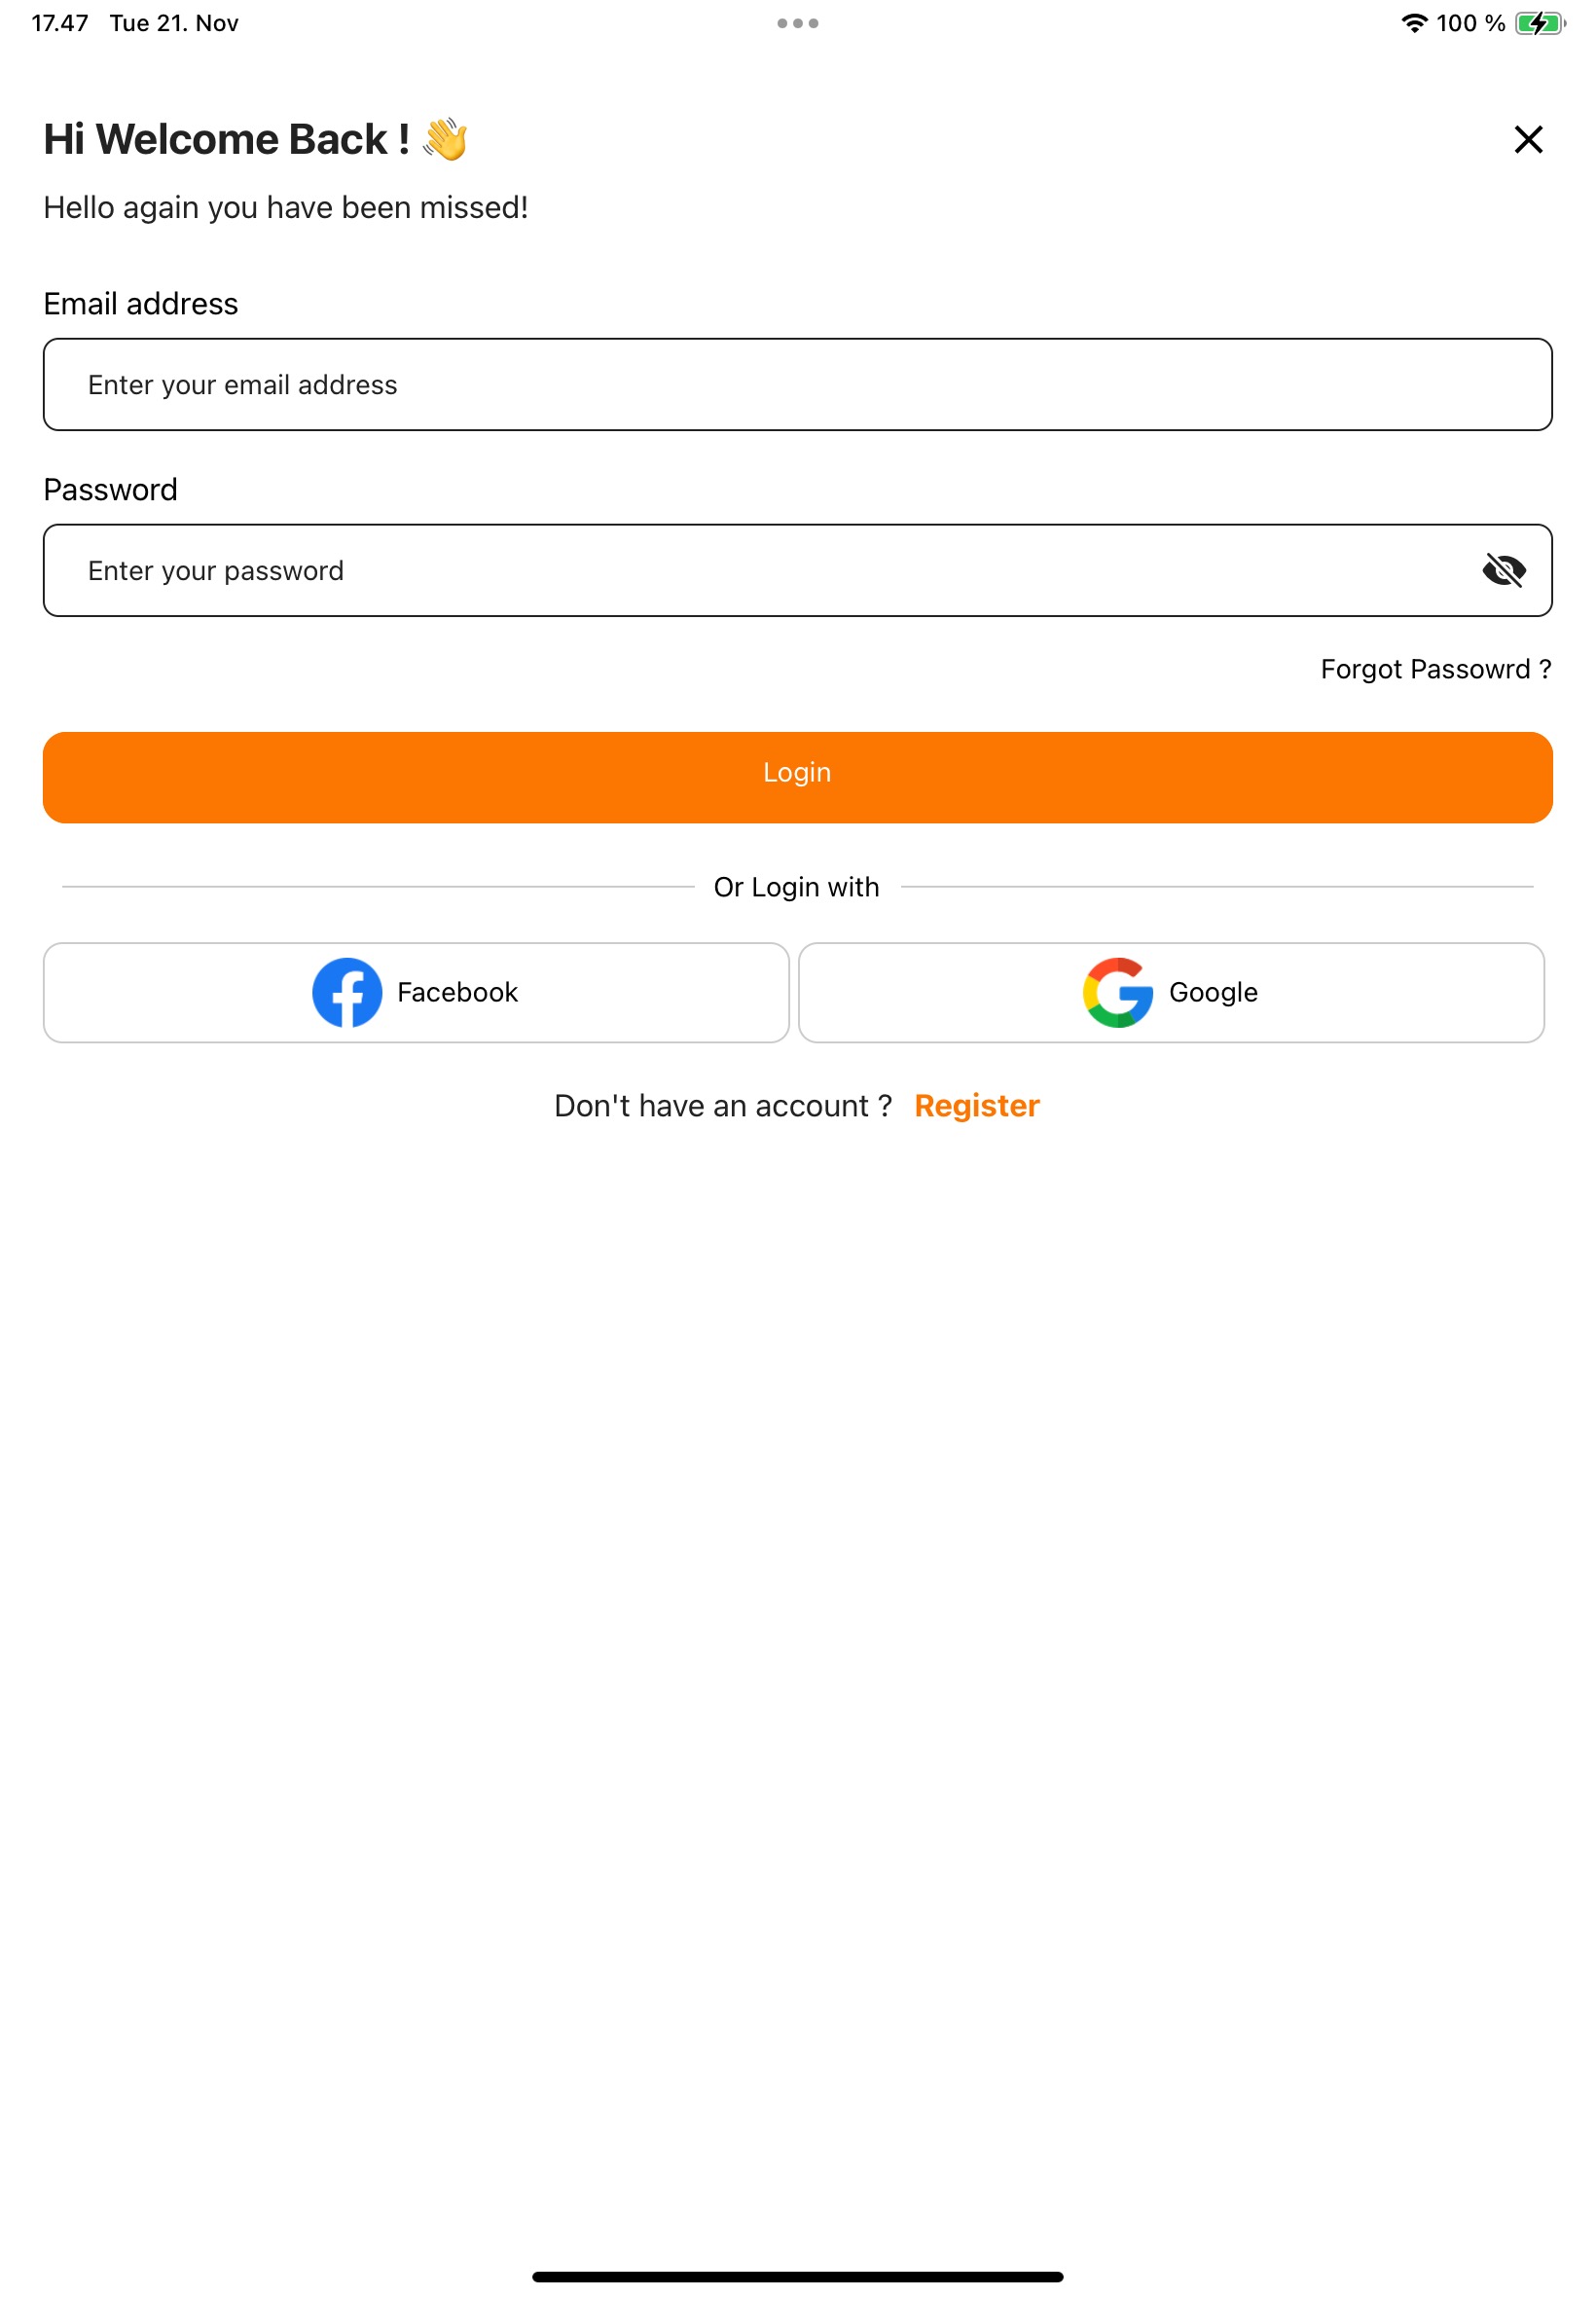 17.47 Tue 21. Nov 100 %
Hi Welcome Back ! 👋
Hello again you have been missed!
Email address
Enter your email address
Password
Enter your password
Forgot Passowrd ?
Login
Or Login with
Facebook Google
Don't have an account ? Register